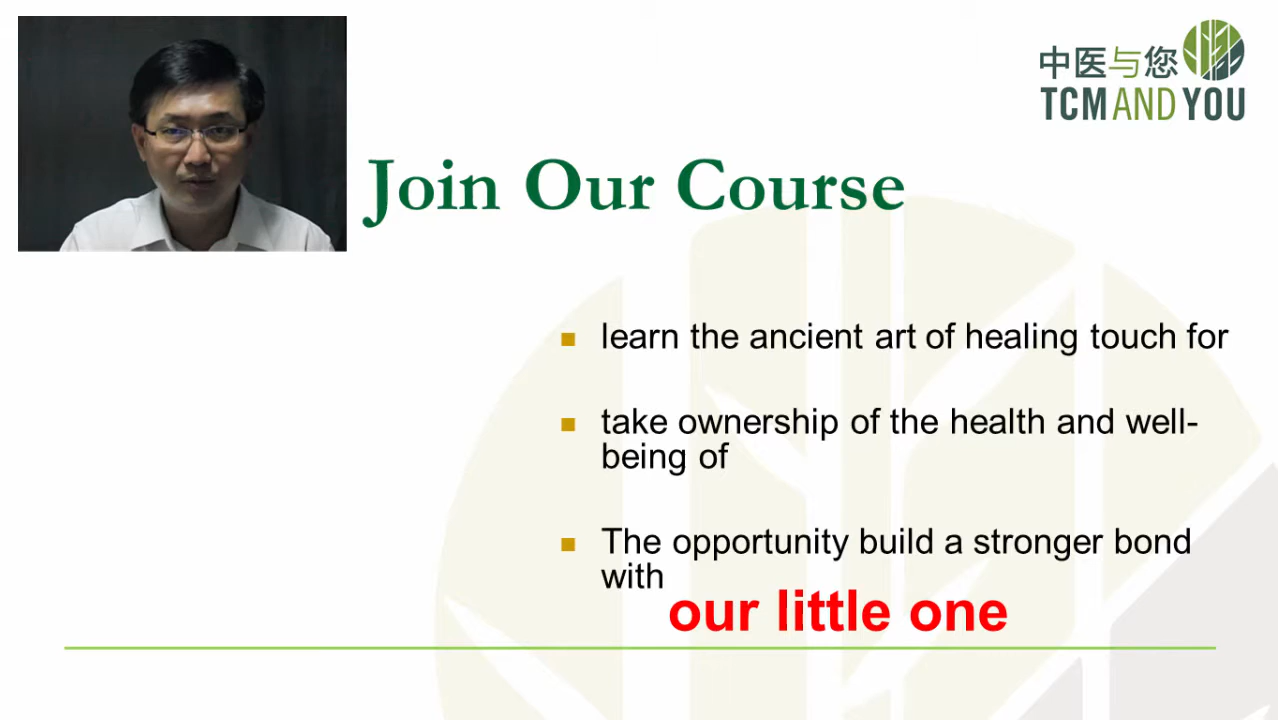 中医与您
TCM AND YOU
Join Our Course
learn the ancient art of healing touch for
take ownership of the health and well-
being of
The opportunity build a stronger bond
with
our little one